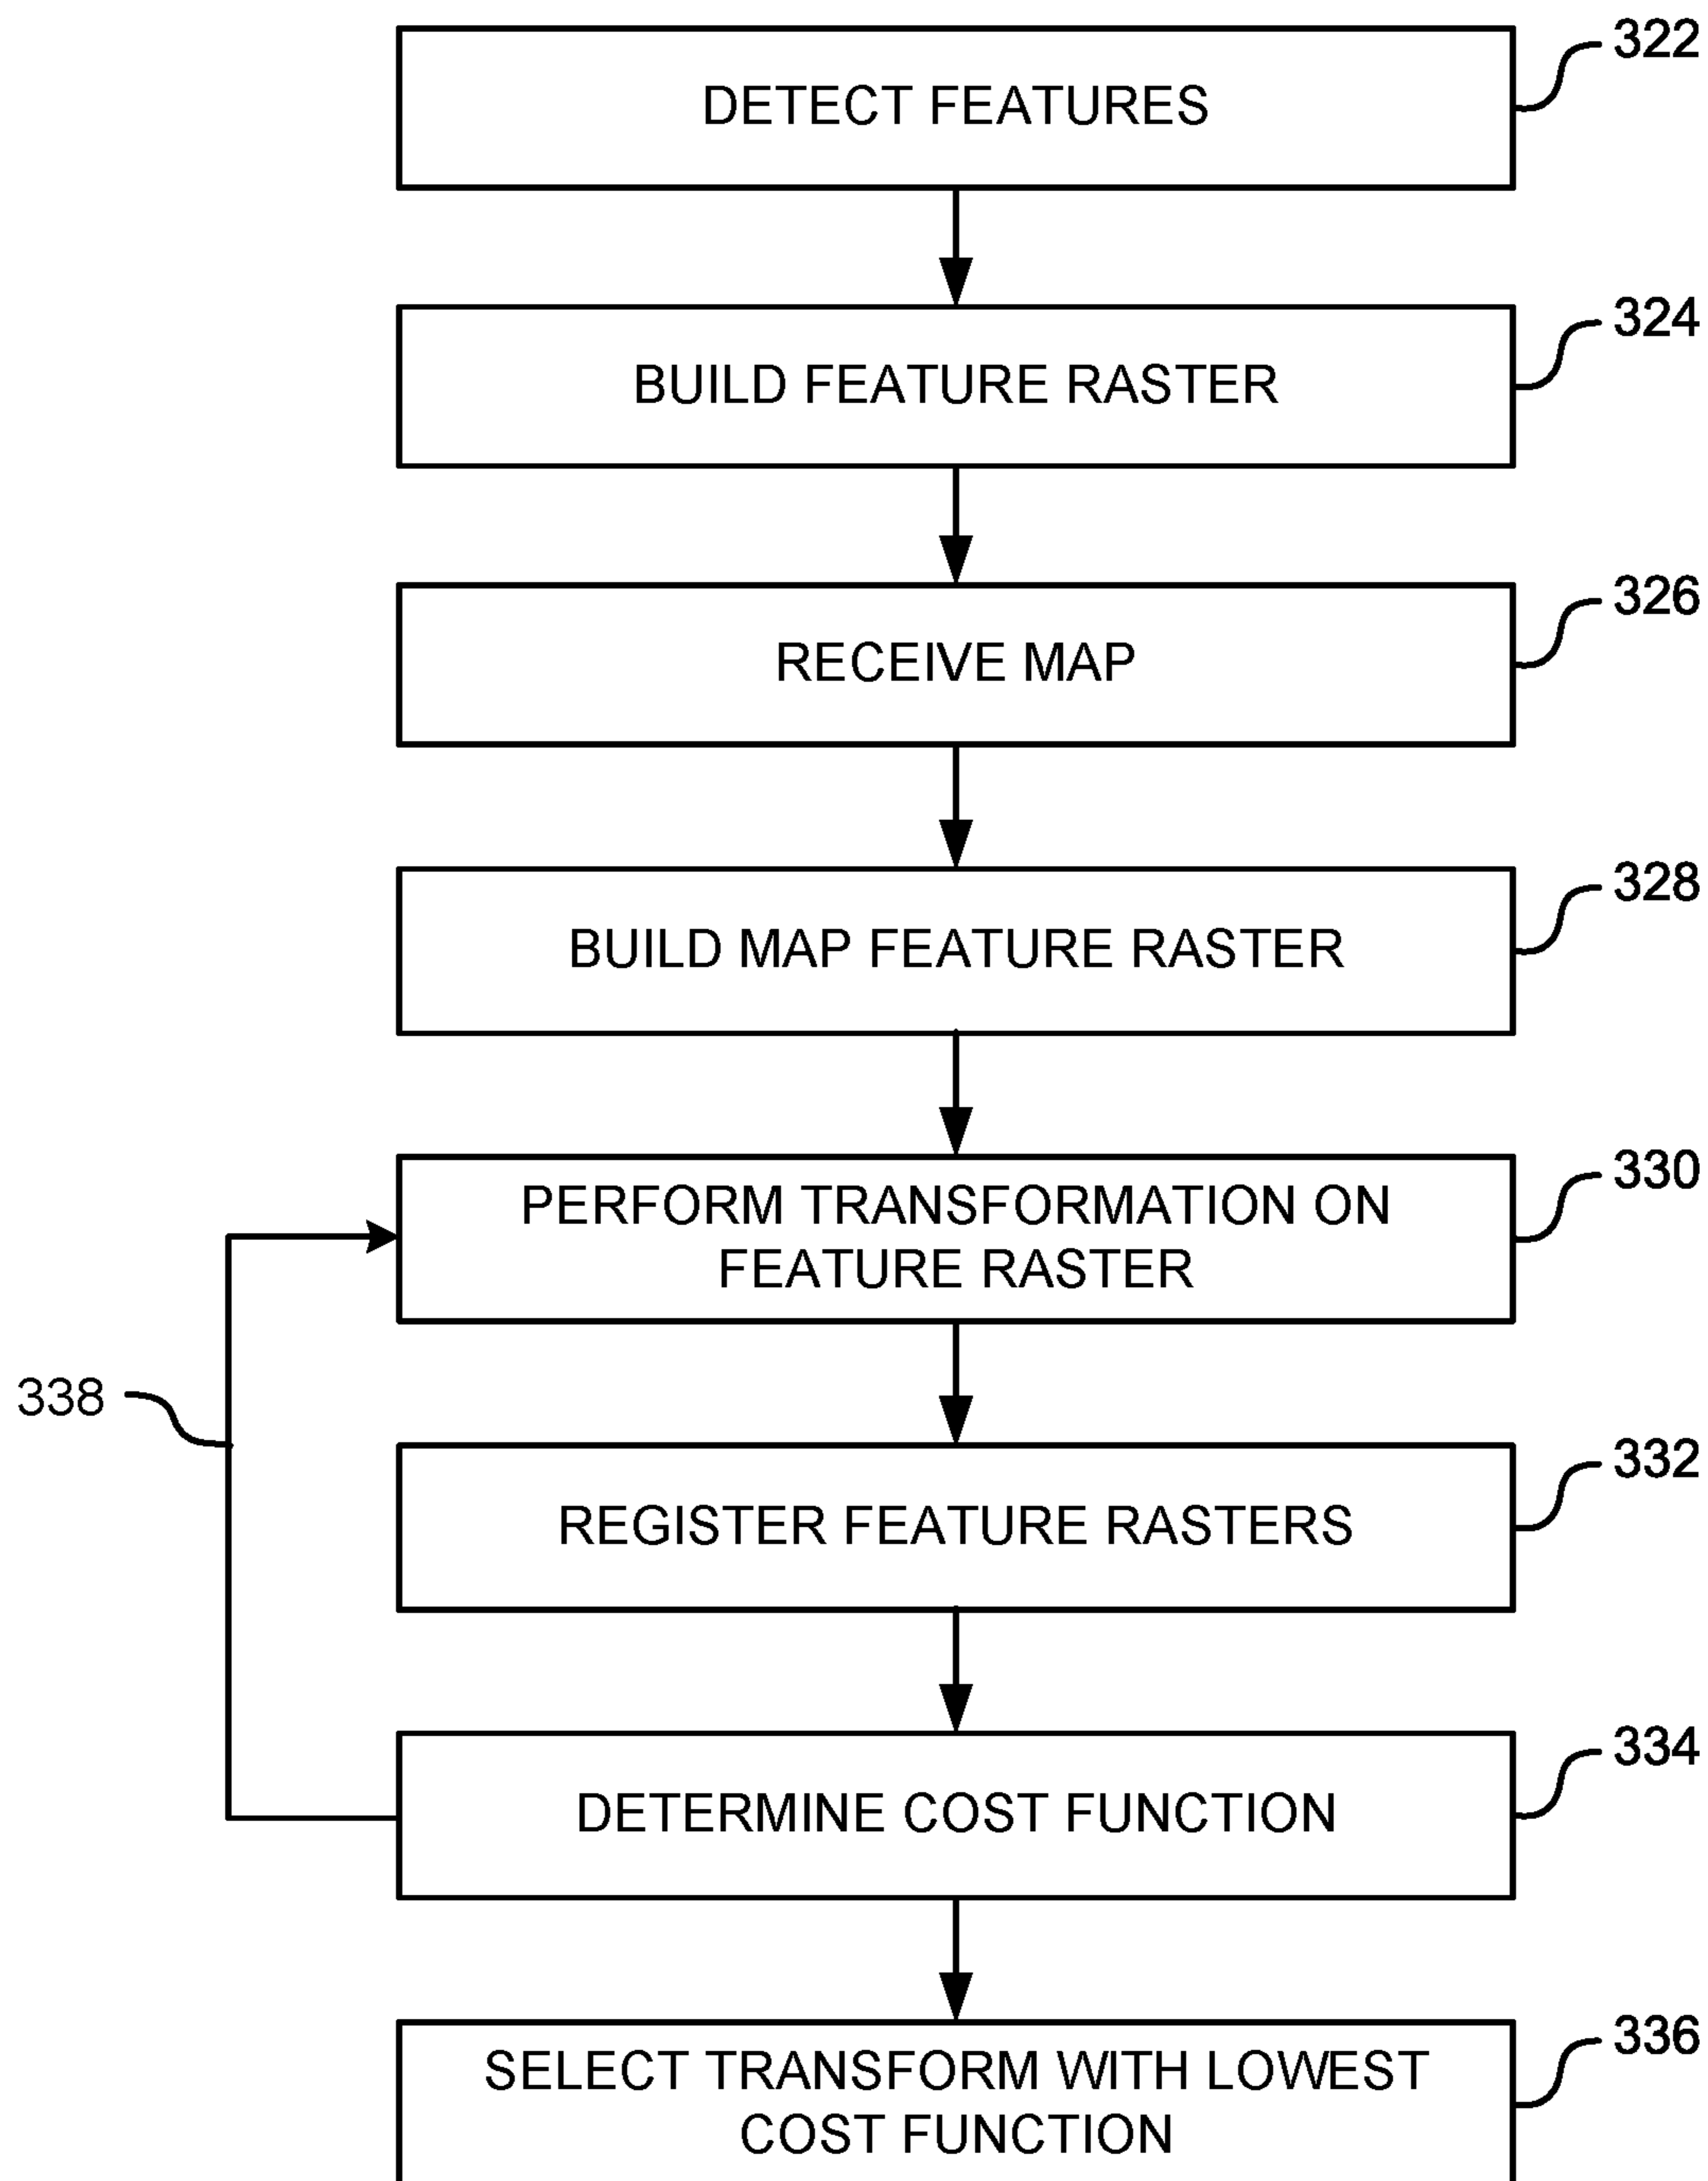 322
DETECT FEATURES
324
BUILD FEATURE RASTER
326
RECEIVE MAP
328
BUILD MAP FEATURE RASTER
330
PERFORM TRANSFORMATION ON
FEATURE RASTER
338
332
REGISTER FEATURE RASTERS
334
DETERMINE COST FUNCTION
336
SELECT TRANSFORM WITH LOWEST
COST FUNCTION